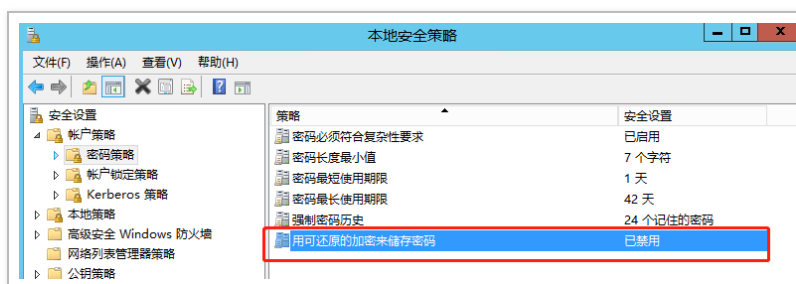 本地安全策略
文件(F) 操作(A) 查看(V) 帮助(H)
安全设置
帐户策略
密码策略
帐户锁定策略
Kerberos 策略
本地策略
高级安全 Windows 防火墙
网络列表管理器策略
公钥策略
策略 安全设置
密码必须符合复杂性要求 已启用
密码长度最小值 7 个字符
密码最短使用期限 1 天
密码最长使用期限 42 天
强制密码历史 24 个记住的密码
用可还原的加密来储存密码 已禁用